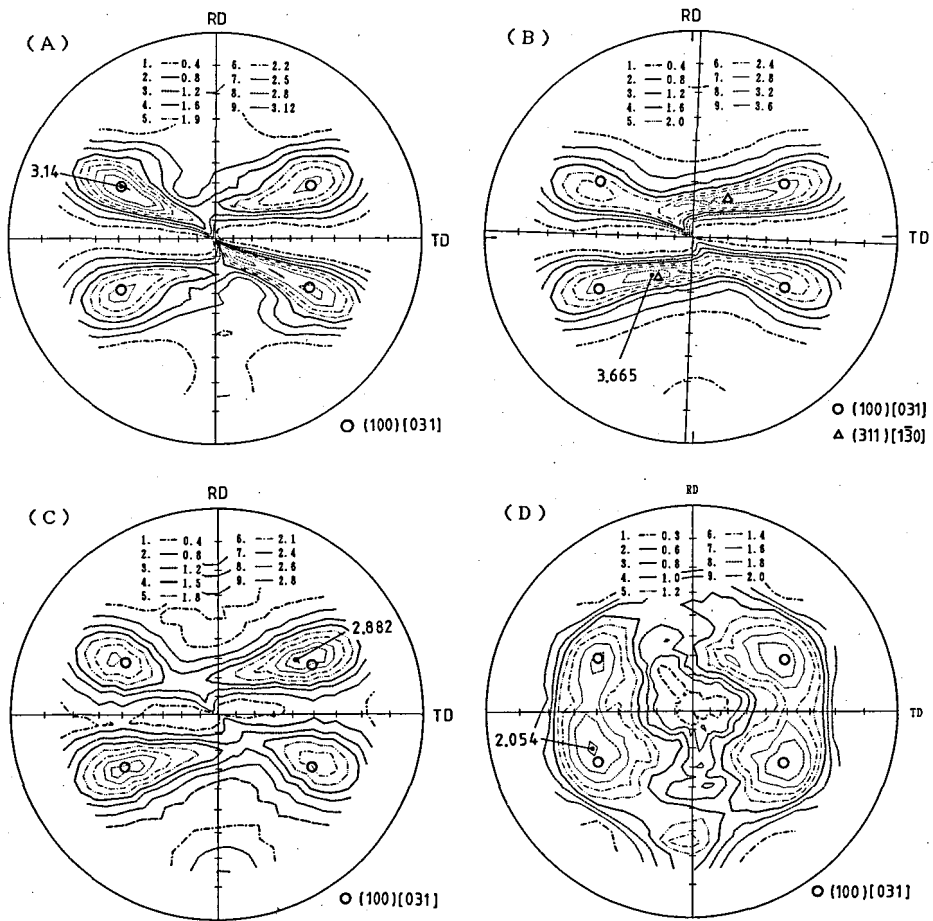 (A)
RD
1. 0.4 6. 2.2
2. 0.8 7. 2.5
3. 1.2 8. 2.8
4. 1.6 9. 3.12
5. 1.9
3.14
TD
(100)[031]
(B)
RD
1. 0.4 6. 2.4
2. 0.8 7. 2.8
3. 1.2 8. 3.2
4. 1.6 9. 3.6
5. 2.0
TD
3.665
(100)[031]
(311)[13̅0]
(C)
RD
1. 0.4 6. 2.1
2. 0.8 7. 2.4
3. 1.2 8. 2.6
4. 1.5 9. 2.8
5. 1.8
2.882
TD
(100)[031]
(D)
RD
1. 0.3 6. 1.4
2. 0.6 7. 1.6
3. 0.8 8. 1.8
4. 1.0 9. 2.0
5. 1.2
TD
2.054
(100)[031]